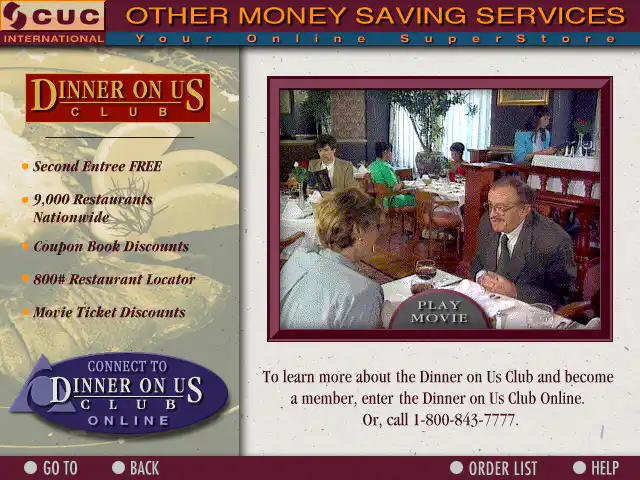 CUC
INTERNATIONAL
OTHER MONEY SAVING SERVICES
Your Online SuperStore
DINNER ON US
CLUB
Second Entree FREE
9,000 Restaurants
Nationwide
Coupon Book Discounts
800# Restaurant Locator
Movie Ticket Discounts
CONNECT TO
DINNER ON US
CLUB
ONLINE
PLAY
MOVIE
To learn more about the Dinner on Us Club and become
a member, enter the Dinner on Us Club Online.
Or, call 1-800-843-7777.
GO TO
BACK
ORDER LIST
HELP